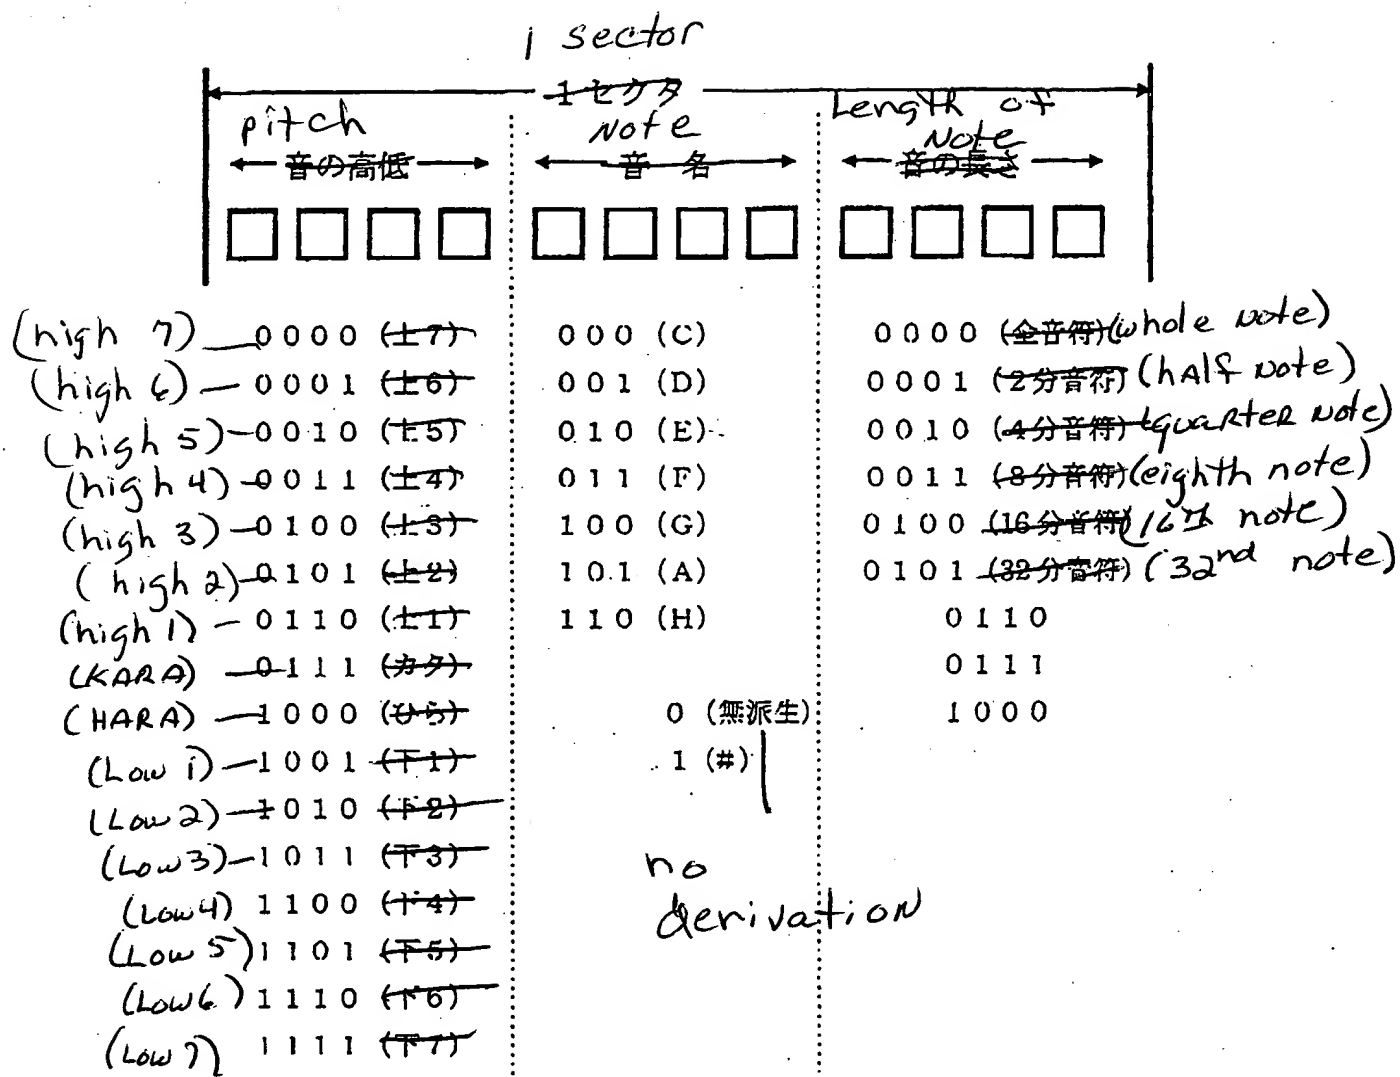 1 sector
1セクタ
pitch Note Length of Note
音の高低 音名 音の長さ
(high 7) 0000 (上7) 000 (C) 0000 (全音符) (whole note)
(high 6) 0001 (上6) 001 (D) 0001 (2分音符) (half note)
(high 5) 0010 (上5) 010 (E) 0010 (4分音符) (quarter note)
(high 4) 0011 (上4) 011 (F) 0011 (8分音符) (eighth note)
(high 3) 0100 (上3) 100 (G) 0100 (16分音符) (16th note)
(high 2) 0101 (上2) 101 (A) 0101 (32分音符) (32nd note)
(high 1) 0110 (上1) 110 (H) 0110
(KARA) 0111 (カタ) 0111
(HARA) 1000 (ひら) 0 (無派生) 1000
(Low 1) 1001 (下1) 1 (#)
(Low 2) 1010 (下2)
(Low 3) 1011 (下3) no
(Low 4) 1100 (下4) derivation
(Low 5) 1101 (下5)
(Low 6) 1110 (下6)
(Low 7) 1111 (下7)